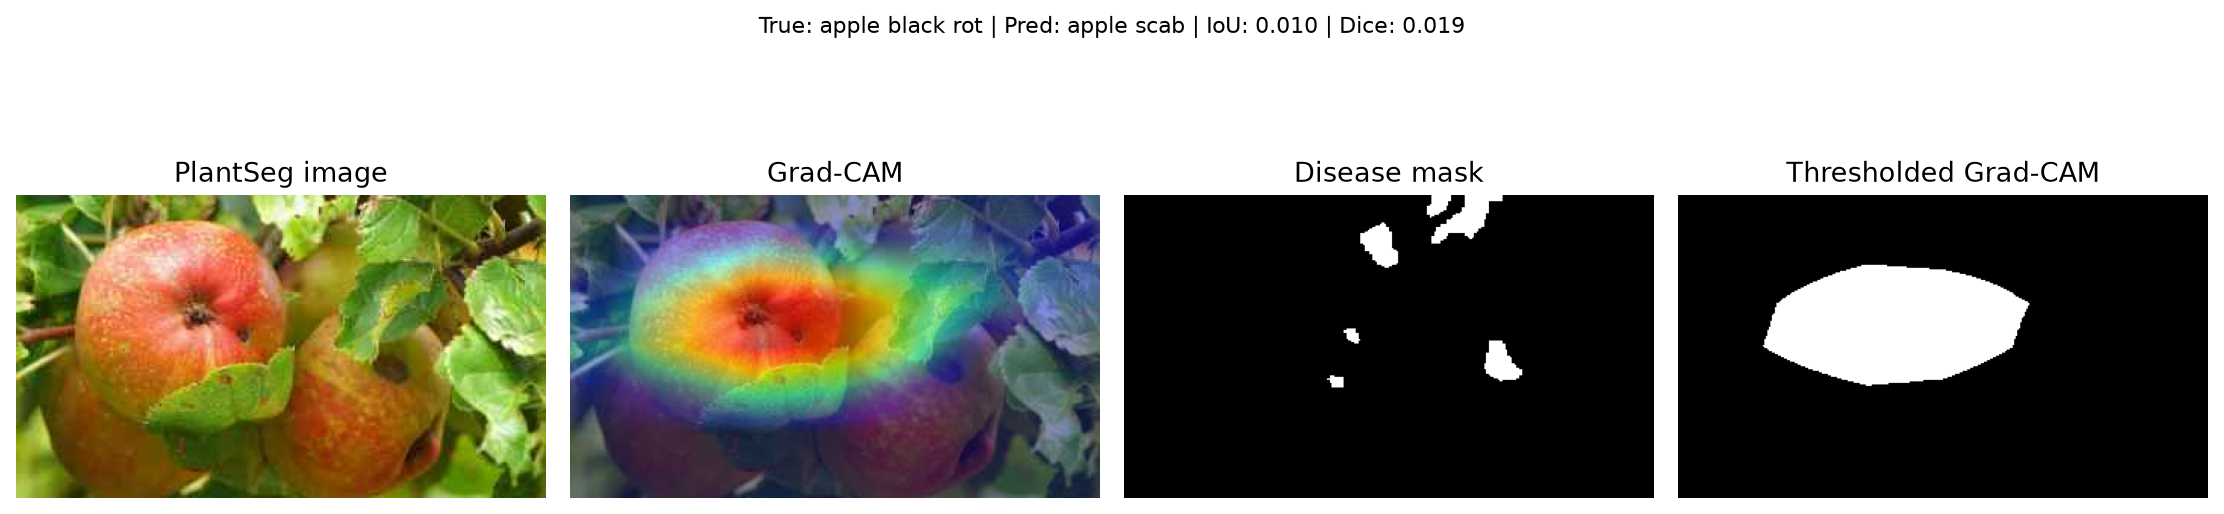 True: apple black rot | Pred: apple scab | IoU: 0.010 | Dice: 0.019
PlantSeg image
Grad-CAM
Disease mask
Thresholded Grad-CAM